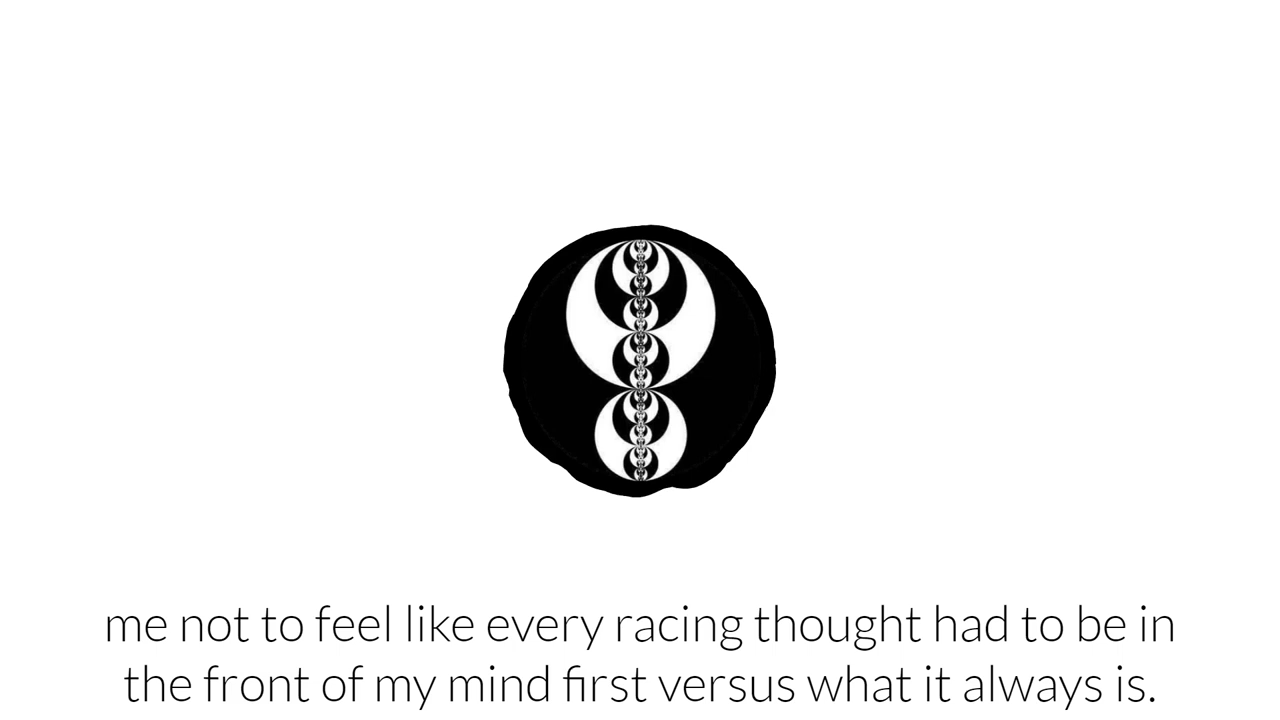 me not to feel like every racing thought had to be in
the front of my mind first versus what it always is.